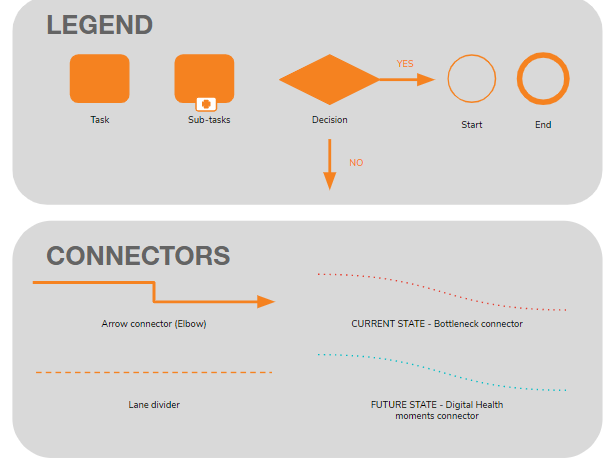 LEGEND
YES
Task
Sub-tasks
Decision
Start
End
NO
CONNECTORS
Arrow connector (Elbow)
CURRENT STATE - Bottleneck connector
Lane divider
FUTURE STATE - Digital Health
moments connector